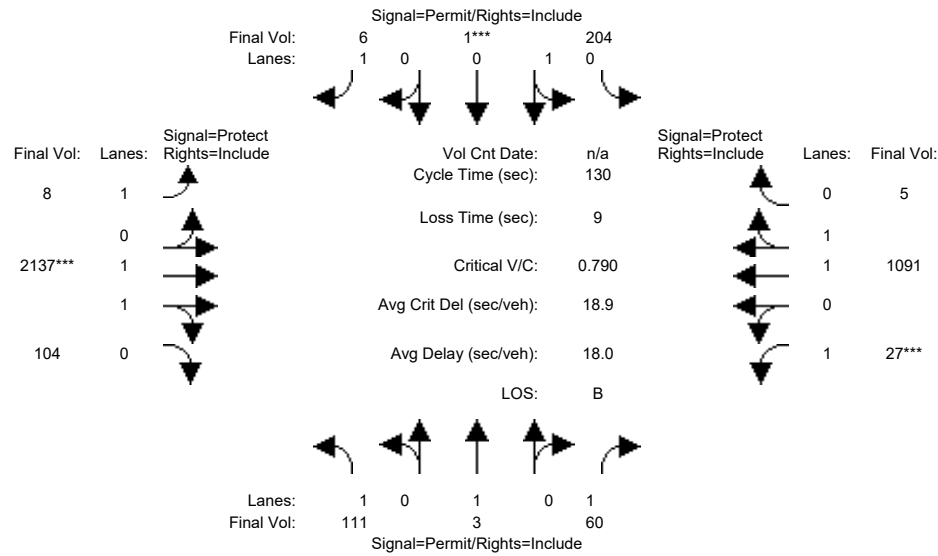 Signal=Permit/Rights=Include
Final Vol: 6 1*** 204
Lanes: 1 0 0 1 0
Signal=Protect Signal=Protect
Final Vol: Lanes: Rights=Include Vol Cnt Date: n/a Rights=Include Lanes: Final Vol:
Cycle Time (sec): 130
8 1 0 5
Loss Time (sec): 9
0 1
2137*** 1 Critical V/C: 0.790 1 1091
1 Avg Crit Del (sec/veh): 18.9 0
104 0 Avg Delay (sec/veh): 18.0 1 27***
LOS: B
Lanes: 1 0 1 0 1
Final Vol: 111 3 60
Signal=Permit/Rights=Include